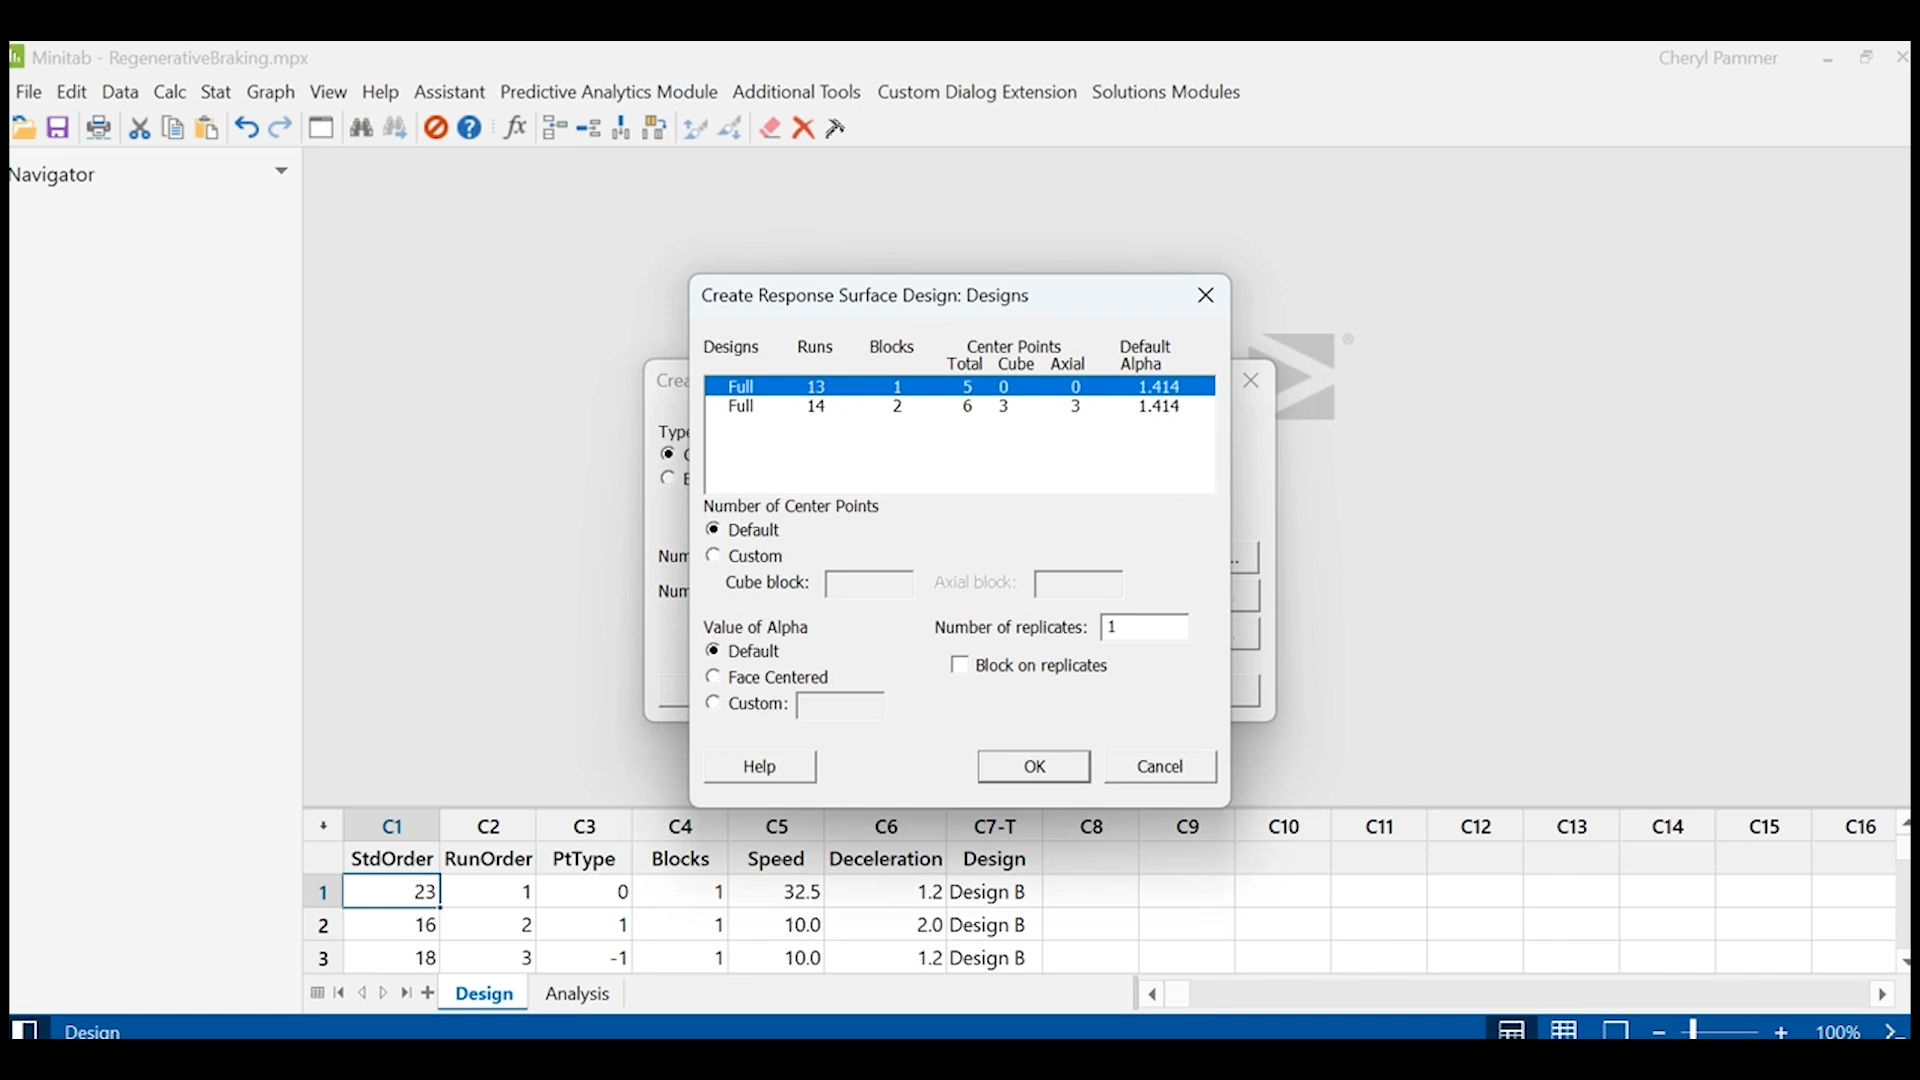 Minitab - RegenerativeBraking.mpx
Cheryl Pammer
File Edit Data Calc Stat Graph View Help Assistant Predictive Analytics Module Additional Tools Custom Dialog Extension Solutions Modules
fx
Navigator
Create Response Surface Design: Designs
Designs Runs Blocks Center Points Default
Total Cube Axial Alpha
Full 13 1 5 0 0 1.414
Full 14 2 6 3 3 1.414
Number of Center Points
Default
Custom
Cube block: Axial block:
Value of Alpha Number of replicates: 1
Default
Block on replicates
Face Centered
Custom:
Help OK Cancel
C1 C2 C3 C4 C5 C6 C7-T C8 C9 C10 C11 C12 C13 C14 C15 C16
StdOrder RunOrder PtType Blocks Speed Deceleration Design
1 23 1 0 1 32.5 1.2 Design B
2 16 2 1 1 10.0 2.0 Design B
3 18 3 -1 1 10.0 1.2 Design B
Design Analysis
Design
100%